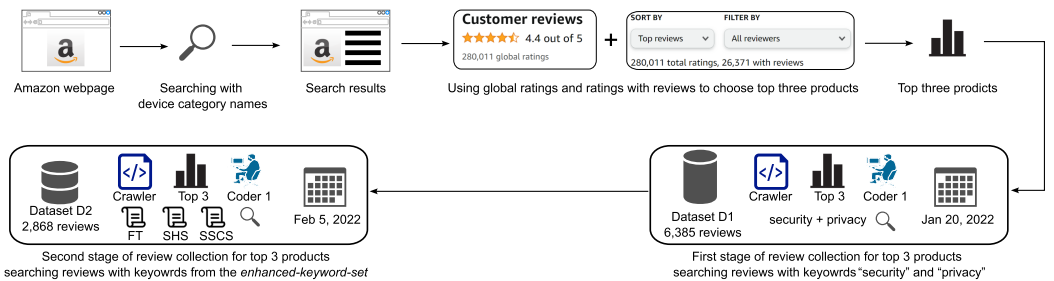 Customer reviews
4.4 out of 5
280,011 global ratings
+
SORT BY
FILTER BY
Top reviews
All reviewers
280,011 total ratings, 26,371 with reviews
a
a
Amazon webpage
Searching with
device category names
Search results
Using global ratings and ratings with reviews to choose top three products
Top three prodicts
Dataset D2
2,868 reviews
</>
Crawler
Top 3
Coder 1
FT
SHS
SSCS
Feb 5, 2022
Second stage of review collection for top 3 products
searching reviews with keyowrds from the enhanced-keyword-set
Dataset D1
6,385 reviews
</>
Crawler
Top 3
Coder 1
security + privacy
Jan 20, 2022
First stage of review collection for top 3 products
searching reviews with keyowrds “security” and “privacy”